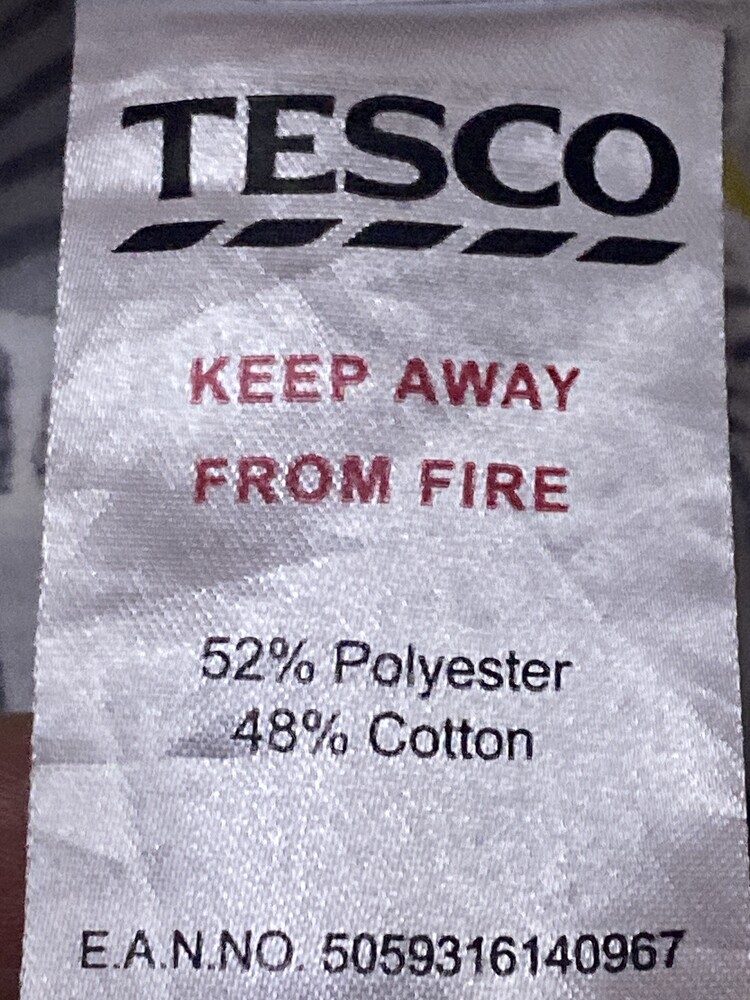 TESCO
KEEP AWAY
FROM FIRE
52% Polyester
48% Cotton
E.A.N.NO. 5059316140967